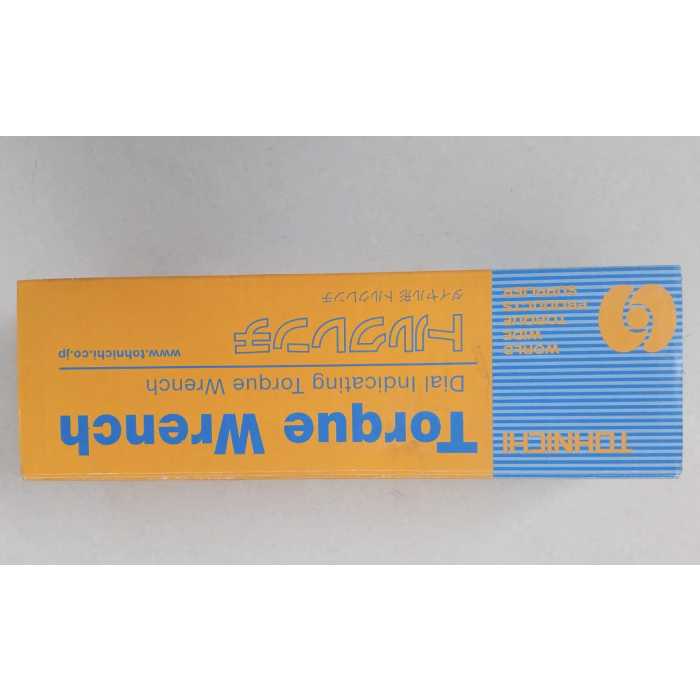 TOHNICHI
WORLD
WIDE
TORQUE
PRODUCTS
SUPPLIER
Torque Wrench
Dial Indicating Torque Wrench
トルクレンチ
www.tohnichi.co.jp
ダイヤル形 トルクレンチ